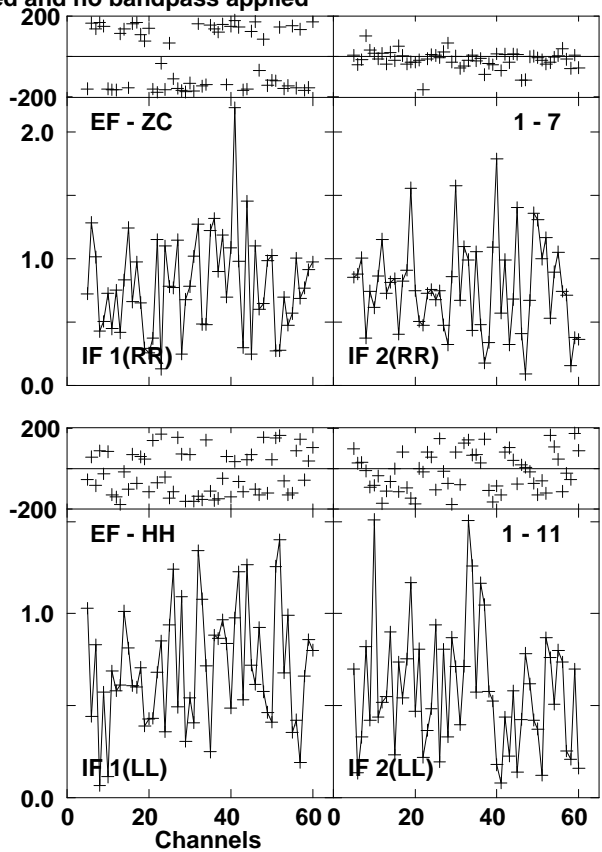 ed and no bandpass applied
200
-200
EF - ZC
1 - 7
2.0
1.0
IF 1(RR)
IF 2(RR)
0.0
200
-200
EF - HH
1 - 11
1.0
IF 1(LL)
IF 2(LL)
0.0
0 20 40 60 0 20 40 60
Channels